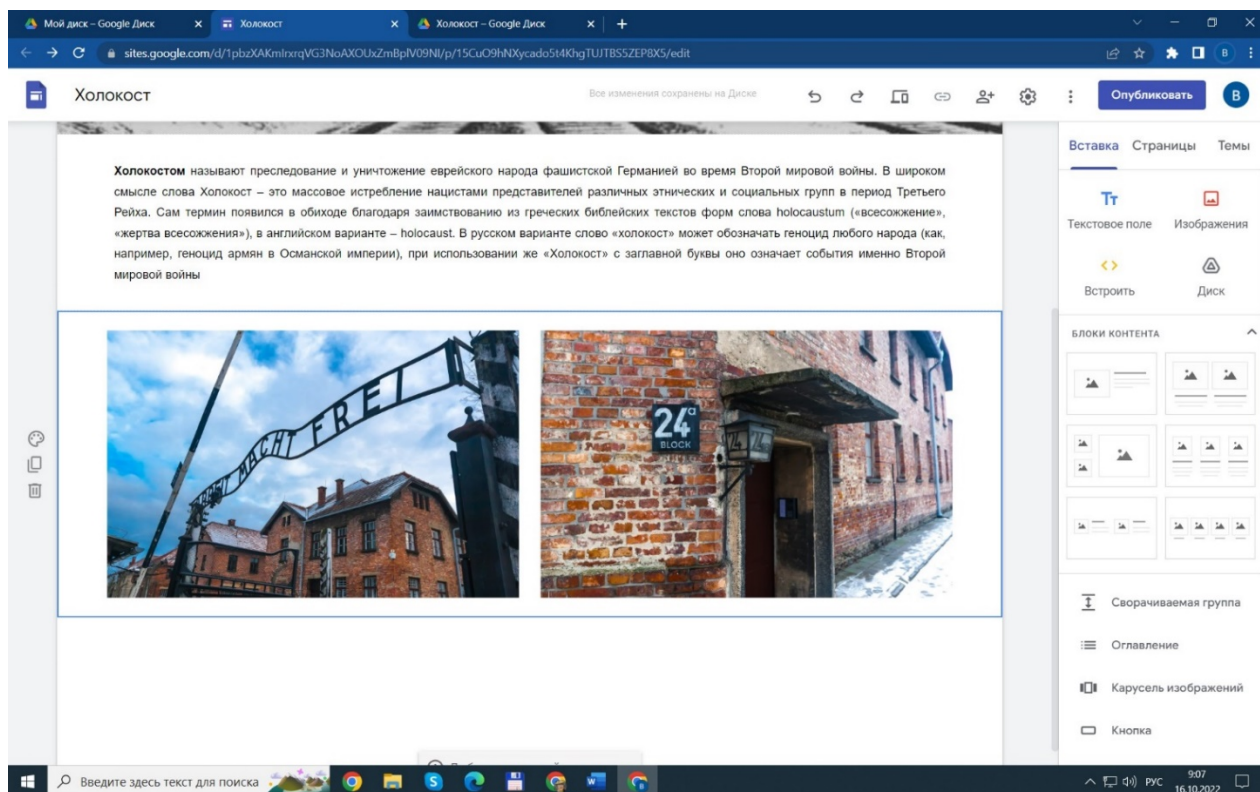 Мой диск – Google Диск
Холокост
Холокост – Google Диск
sites.google.com/d/1pbzXAKmIrxrqVG3NoAXOUxZmBplV09NI/p/15CuO9hNXycado5t4KhgTUJTBS5ZEP8X5/edit
Холокост
Все изменения сохранены на Диске
Опубликовать
B
Вставка Страницы Темы
Холокостом называют преследование и уничтожение еврейского народа фашистской Германией во время Второй мировой войны. В широком
смысле слова Холокост – это массовое истребление нацистами представителей различных этнических и социальных групп в период Третьего
Рейха. Сам термин появился в обиходе благодаря заимствованию из греческих библейских текстов форм слова holocaustum («всесожжение»,
«жертва всесожжения»), в английском варианте – holocaust. В русском варианте слово «холокост» может обозначать геноцид любого народа (как,
например, геноцид армян в Османской империи), при использовании же «Холокост» с заглавной буквы оно означает события именно Второй
мировой войны
MACHT FREI
24a
BLOCK
24
Текстовое поле Изображения
Встроить Диск
БЛОКИ КОНТЕНТА
Сворачиваемая группа
Оглавление
Карусель изображений
Кнопка
Введите здесь текст для поиска
РУС
9:07
16.10.2022